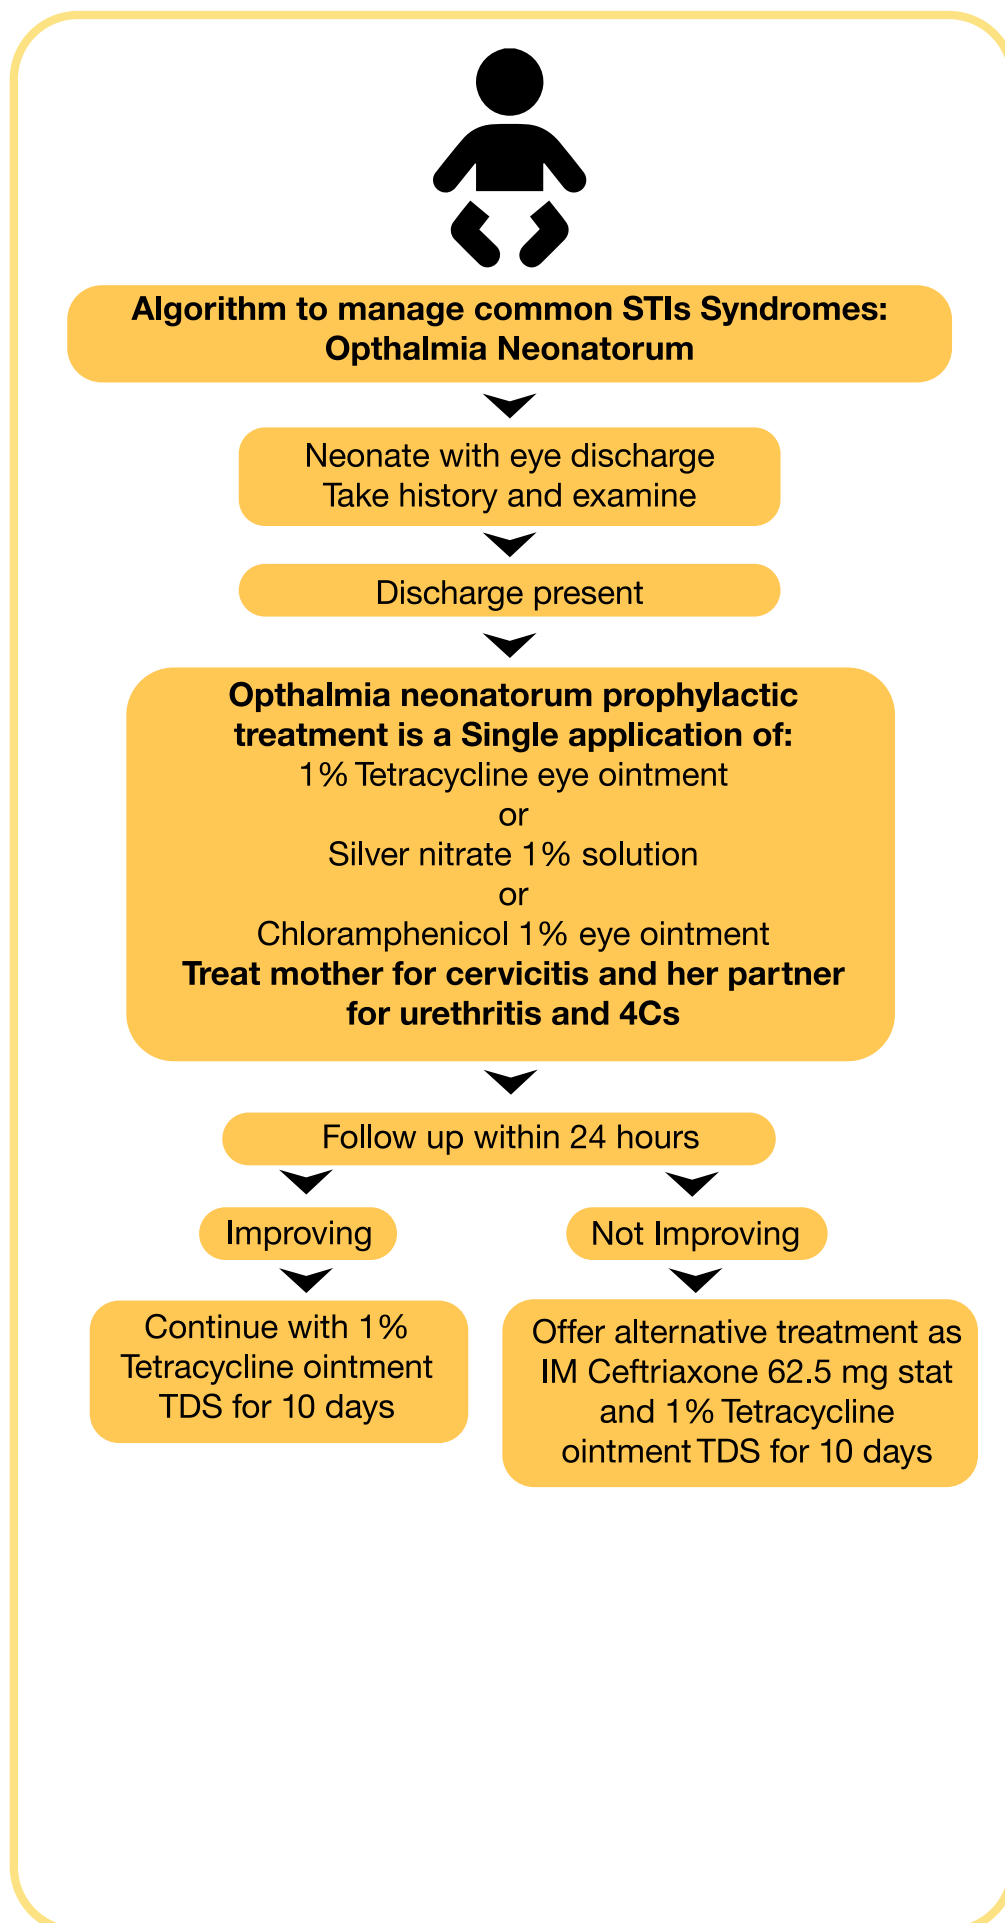 Algorithm to manage common STIs Syndromes:
Opthalmia Neonatorum
Neonate with eye discharge
Take history and examine
Discharge present
Opthalmia neonatorum prophylactic
treatment is a Single application of:
1% Tetracycline eye ointment
or
Silver nitrate 1% solution
or
Chloramphenicol 1% eye ointment
Treat mother for cervicitis and her partner
for urethritis and 4Cs
Follow up within 24 hours
Improving
Not Improving
Continue with 1%
Tetracycline ointment
TDS for 10 days
Offer alternative treatment as
IM Ceftriaxone 62.5 mg stat
and 1% Tetracycline
ointment TDS for 10 days